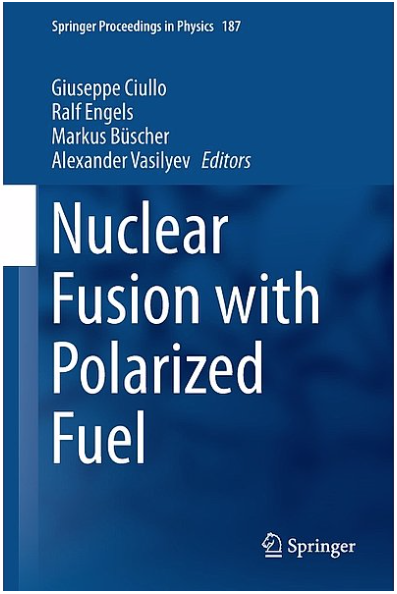 Springer Proceedings in Physics 187
Giuseppe Ciullo
Ralf Engels
Markus Büscher
Alexander Vasilyev Editors
Nuclear
Fusion with
Polarized
Fuel
Springer